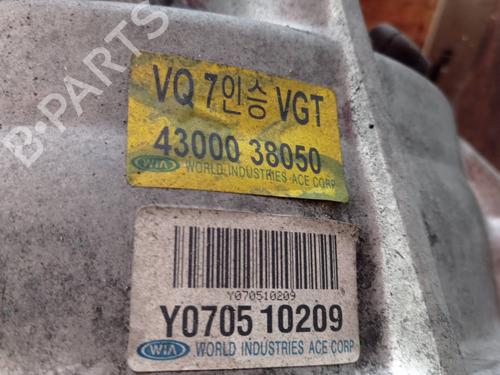 B-PARTS
VQ 7인승 VGT
43000 38050
WIA WORLD INDUSTRIES ACE CORP
Y070510209
Y0705 10209
WIA WORLD INDUSTRIES ACE CORP